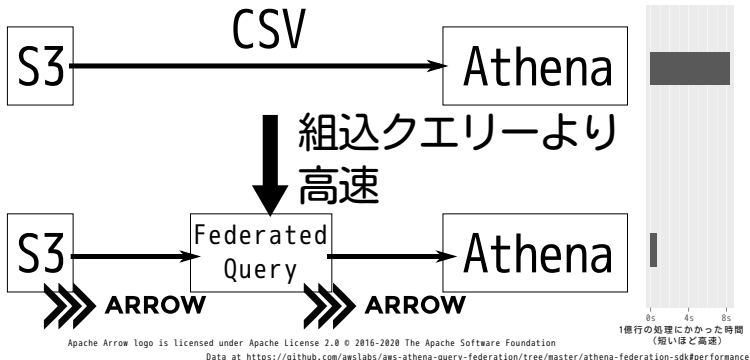 CSV
S3
Athena
組込クエリーより
高速
S3
Federated
Query
Athena
ARROW
ARROW
0s 4s 8s
1億行の処理にかかった時間
(短いほど高速)
Apache Arrow logo is licensed under Apache License 2.0 © 2016-2020 The Apache Software Foundation
Data at https://github.com/awslabs/aws-athena-query-federation/tree/master/athena-federation-sdk#performance